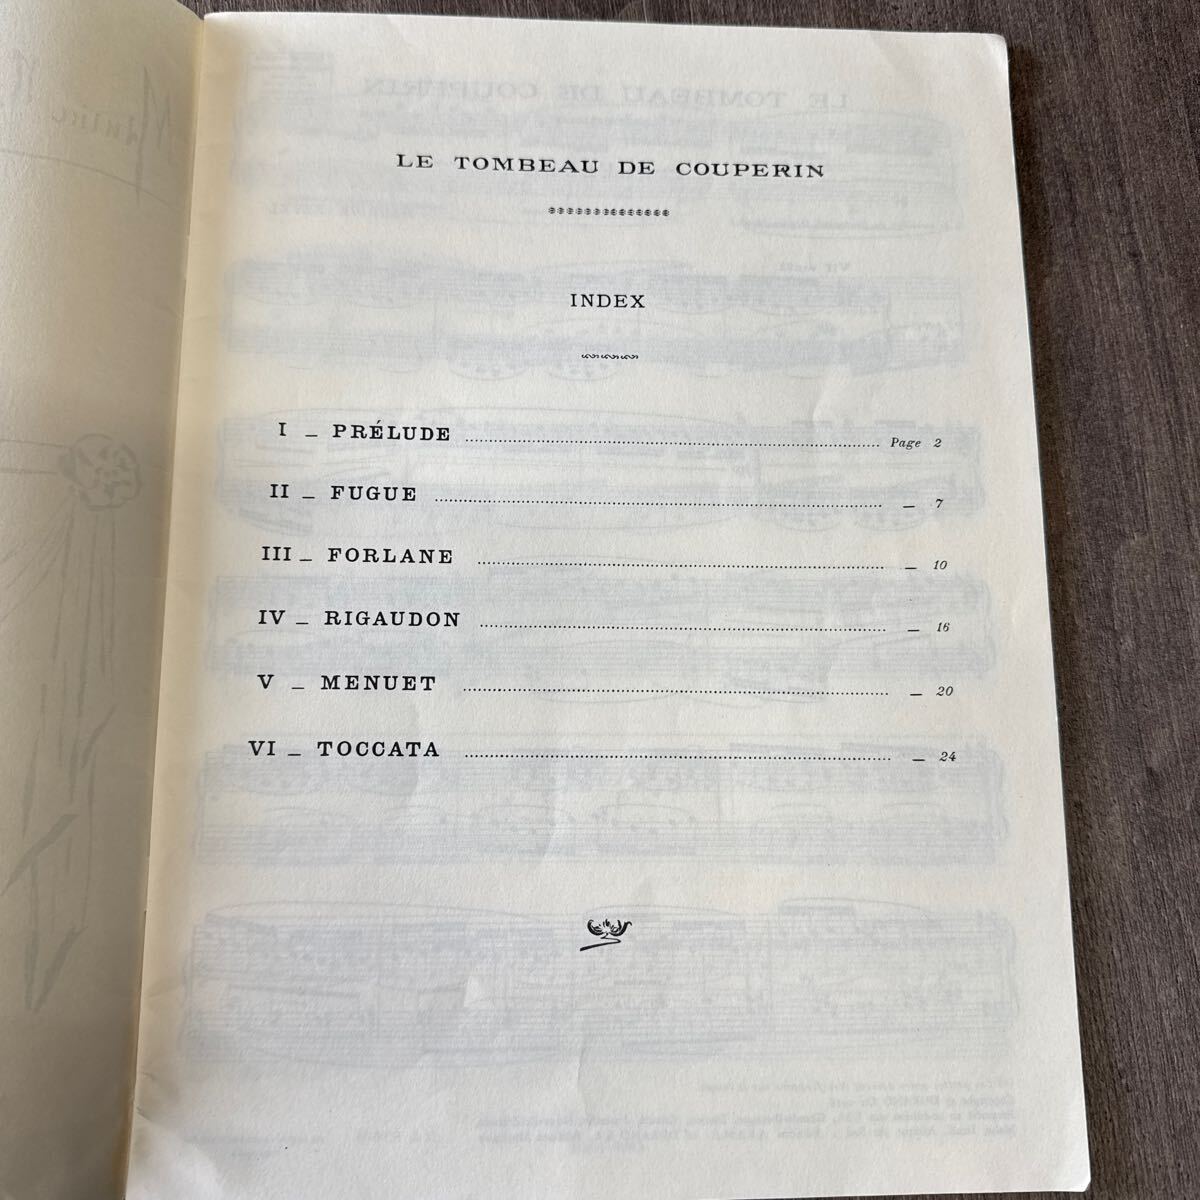 LE TOMBEAU DE COUPERIN
INDEX
I — PRÉLUDE ........ Page 2
II — FUGUE ........ — 7
III — FORLANE ........ — 10
IV — RIGAUDON ........ — 16
V — MENUET ........ — 20
VI — TOCCATA ........ — 24